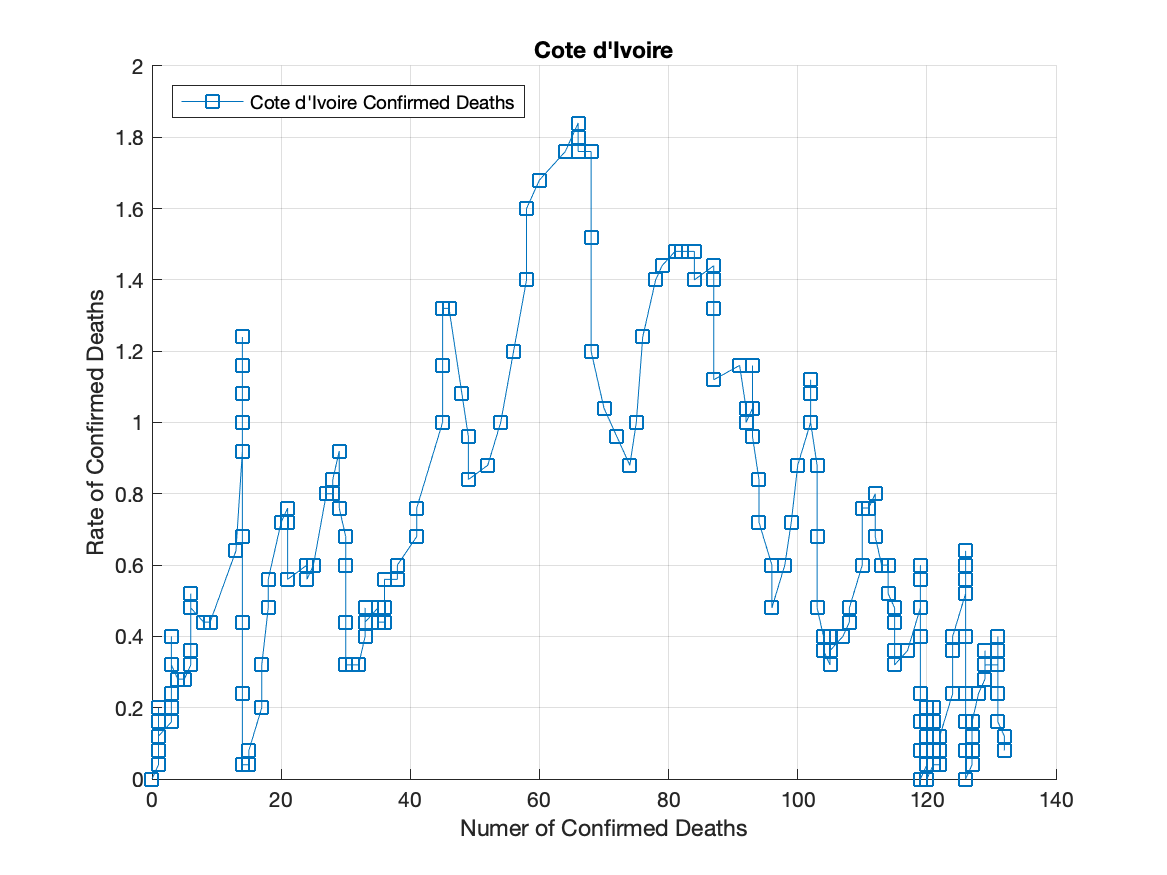 Cote d'Ivoire
Cote d'Ivoire Confirmed Deaths
2
1.8
1.6
1.4
1.2
1
0.8
0.6
0.4
0.2
0
Rate of Confirmed Deaths
0 20 40 60 80 100 120 140
Numer of Confirmed Deaths